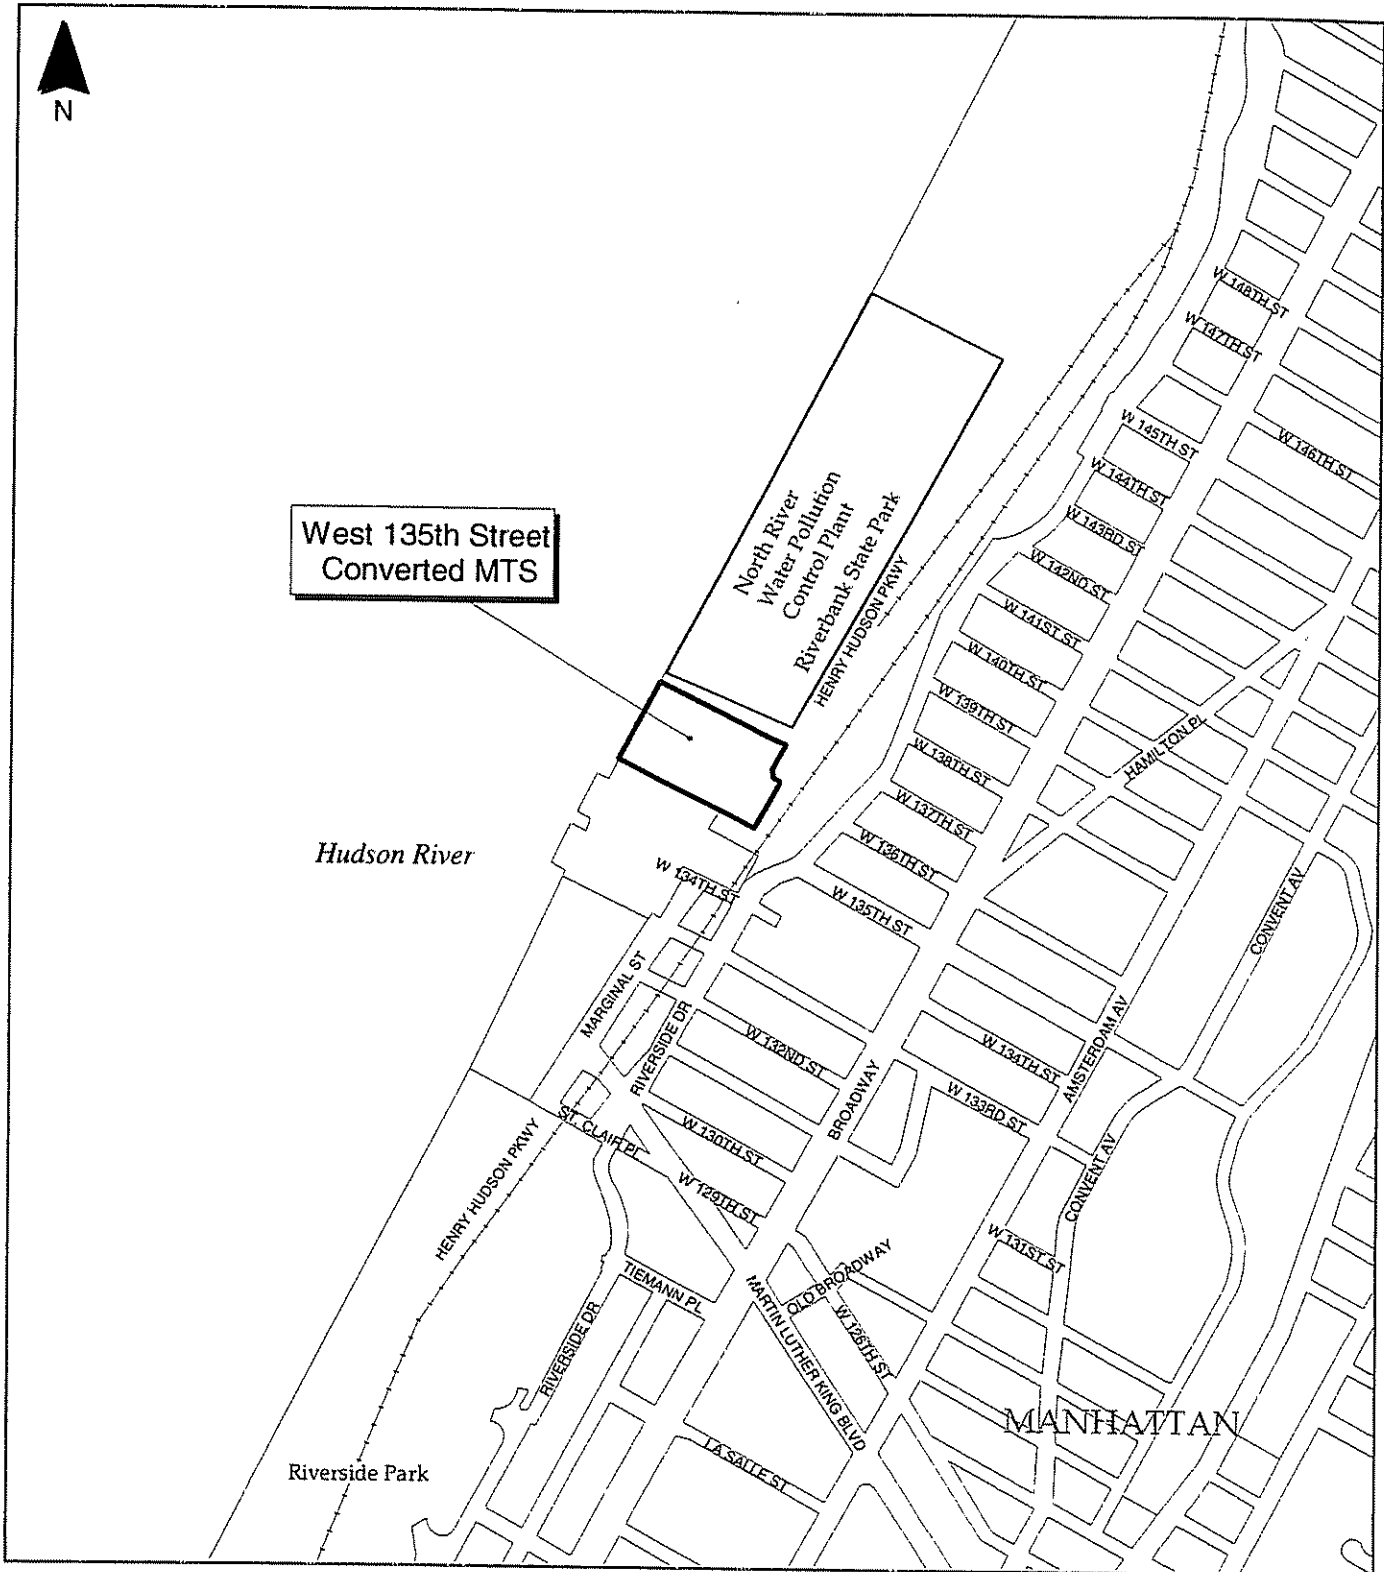 N
W 148TH ST
W 147TH ST
W 145TH ST
W 146TH ST
W 144TH ST
W 143RD ST
W 142ND ST
W 141ST ST
W 140TH ST
W 139TH ST
W 138TH ST
W 137TH ST
W 136TH ST
W 135TH ST
HAMILTON PL
West 135th Street
Converted MTS
North River
Water Pollution
Control Plant
Riverbank State Park
HENRY HUDSON PKWY
Hudson River
W 134TH ST
CONVENT AV
MARGINAL ST
RIVERSIDE DR
W 132ND ST
BROADWAY
W 134TH ST
AMSTERDAM AV
W 133RD ST
ST. CLAIR PL
W 130TH ST
W 129TH ST
CONVENT AV
HENRY HUDSON PKWY
W 131ST ST
OLD BROADWAY
TIEMANN PL
RIVERSIDE DR
W 126TH ST
MARTIN LUTHER KING BLVD
MANHATTAN
LA SALLE ST
Riverside Park